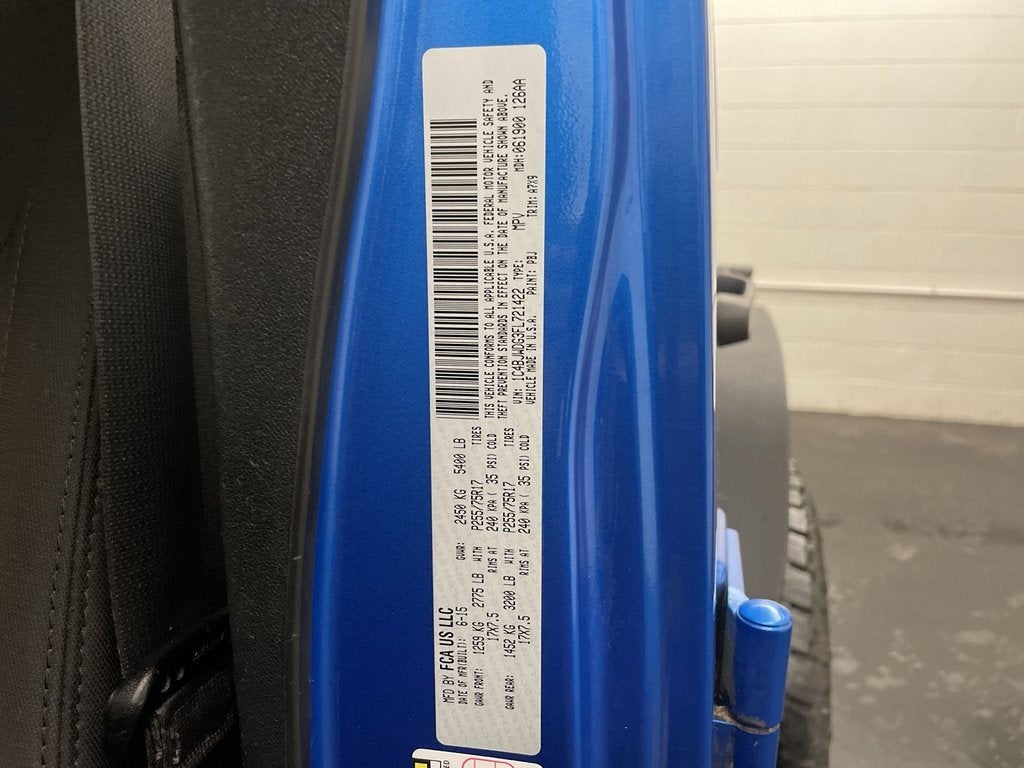 MFD BY FCA US LLC
DATE OF MFR(BUILT): 6-15 GVWR: 2450 KG 5400 LB
GAWR FRONT: 1259 KG 2775 LB WITH P255/75R17 TIRES
17X7.5 RIMS AT 240 KPA ( 35 PSI) COLD
GAWR REAR: 1452 KG 3200 LB WITH P255/75R17 TIRES
17X7.5 RIMS AT 240 KPA ( 35 PSI) COLD
THIS VEHICLE CONFORMS TO ALL APPLICABLE U.S.A. FEDERAL MOTOR VEHICLE SAFETY AND
THEFT PREVENTION STANDARDS IN EFFECT ON THE DATE OF MANUFACTURE SHOWN ABOVE.
VIN: 1C4BJWDG3FL721422 TYPE: MPV MDH:061900 126AA
VEHICLE MADE IN U.S.A. PAINT: PBJ TRIM: A7X9